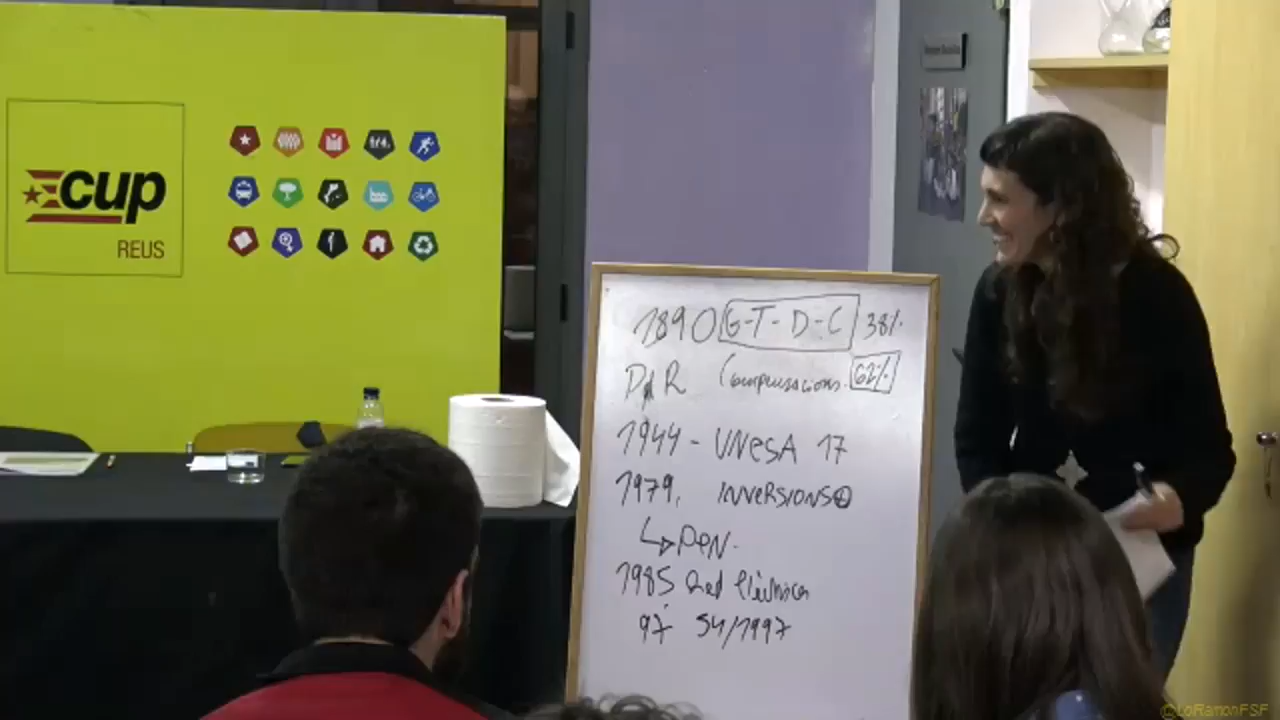 cup
REUS
1890 G-T-D-C 38%
PdR Compensacions 62%
1944 - UNESA 17
1979. INVERSIONS
↳ PEN.
1985 Red Eléctrica
97 54/1997
©LoRamonFSF